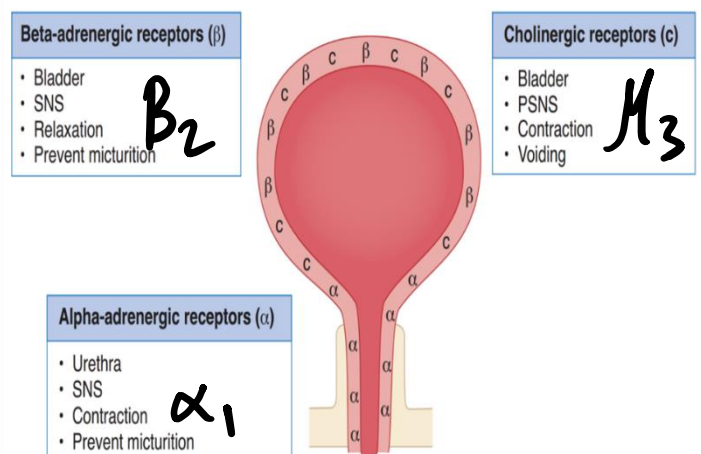 Beta-adrenergic receptors (β)
• Bladder
• SNS
• Relaxation
• Prevent micturition
B2
Cholinergic receptors (c)
• Bladder
• PSNS
• Contraction
• Voiding
M3
β
c
c
β
β
c
c
β
β
β
β
c
c
c
α
α
α
α
α
α
α
α
Alpha-adrenergic receptors (α)
• Urethra
• SNS
• Contraction
• Prevent micturition
α1